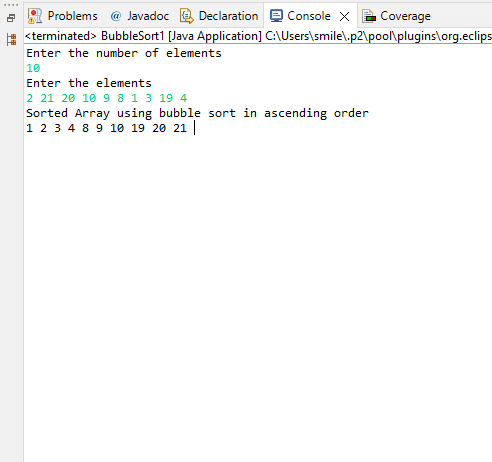 Problems @ Javadoc Declaration Console Coverage
<terminated> BubbleSort1 [Java Application] C:\Users\smile\.p2\pool\plugins\org.eclips
Enter the number of elements
10
Enter the elements
2 21 20 10 9 8 1 3 19 4
Sorted Array using bubble sort in ascending order
1 2 3 4 8 9 10 19 20 21